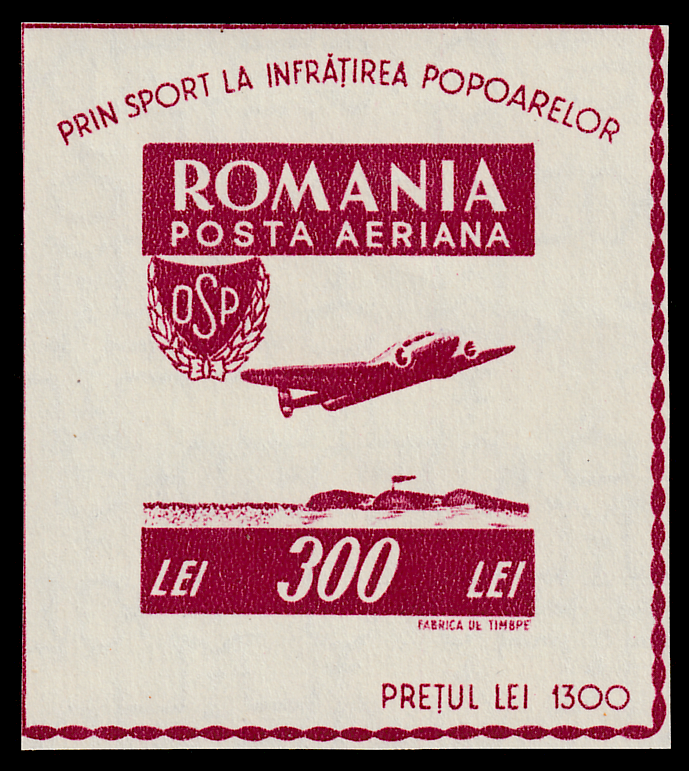 PRIN SPORT LA INFRĂȚIREA POPOARELOR
ROMANIA
POSTA AERIANA
OSP
LEI 300 LEI
FABRICA DE TIMBRE
PREȚUL LEI 1300